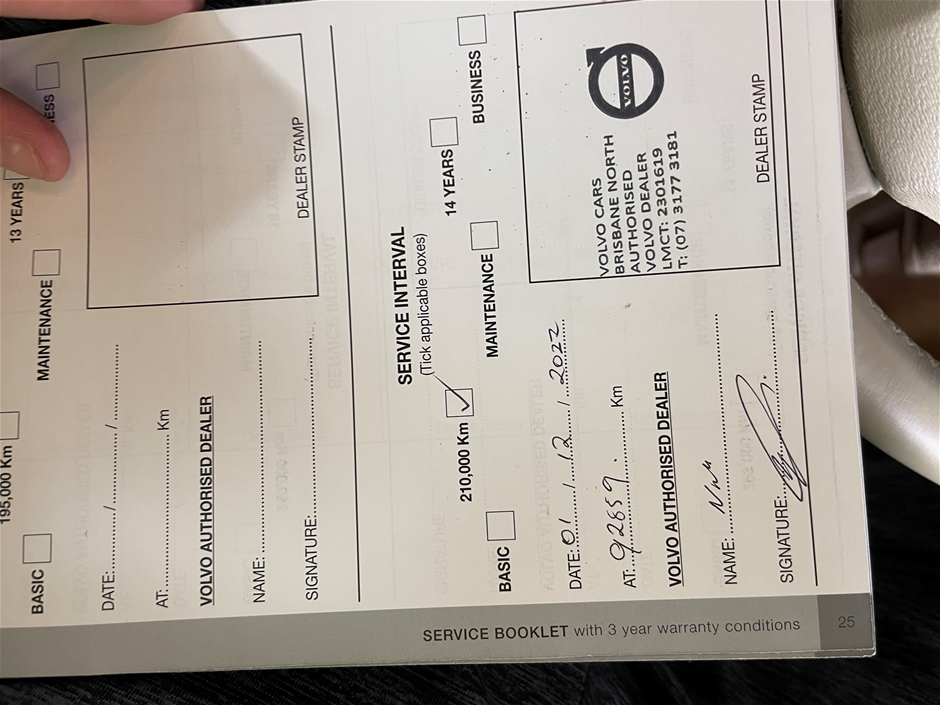 195,000 Km
13 YEARS
BASIC
MAINTENANCE
ESS
DATE:....../....../......
AT:..................Km
VOLVO AUTHORISED DEALER
NAME:..................
SIGNATURE:..................
DEALER STAMP
SERVICE INTERVAL
(Tick applicable boxes)
210,000 Km
14 YEARS
BASIC
MAINTENANCE
BUSINESS
DATE: 01 / 12 / 2022
AT: 92859 . Km
VOLVO AUTHORISED DEALER
NAME:
SIGNATURE:
VOLVO
VOLVO CARS
BRISBANE NORTH
AUTHORISED
VOLVO DEALER
LMCT: 2301619
T: (07) 3177 3181
DEALER STAMP
SERVICE BOOKLET with 3 year warranty conditions
25